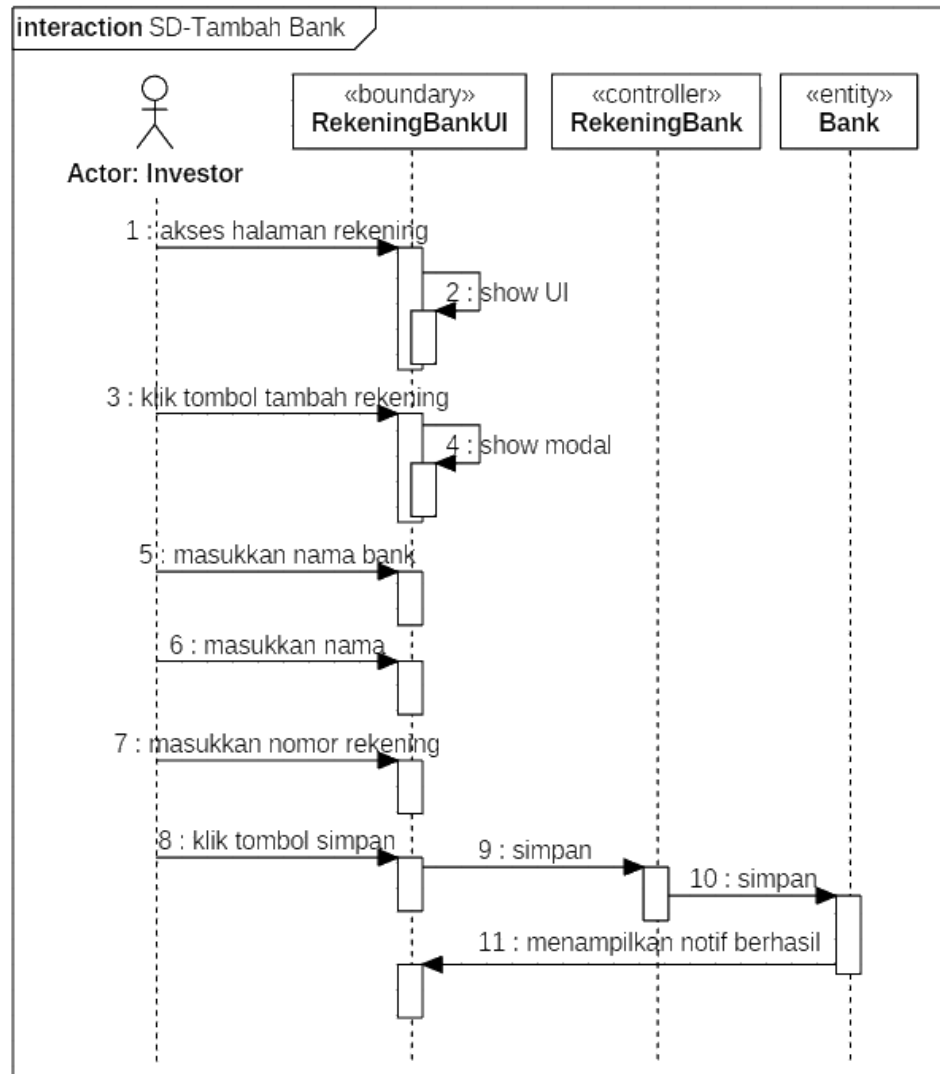 interaction SD-Tambah Bank
«boundary»
RekeningBankUI
«controller»
RekeningBank
«entity»
Bank
Actor: Investor
1 : akses halaman rekening
2 : show UI
3 : klik tombol tambah rekening
4 : show modal
5 : masukkan nama bank
6 : masukkan nama
7 : masukkan nomor rekening
8 : klik tombol simpan
9 : simpan
10 : simpan
11 : menampilkan notif berhasil